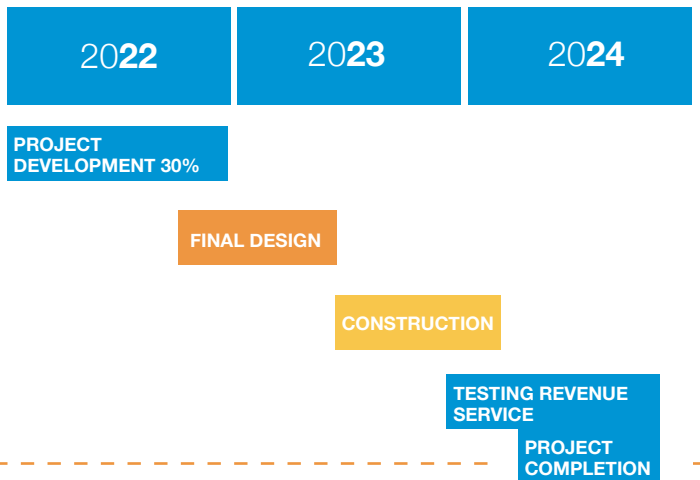 2022
2023
2024
PROJECT
DEVELOPMENT 30%
FINAL DESIGN
CONSTRUCTION
TESTING REVENUE
SERVICE
PROJECT
COMPLETION